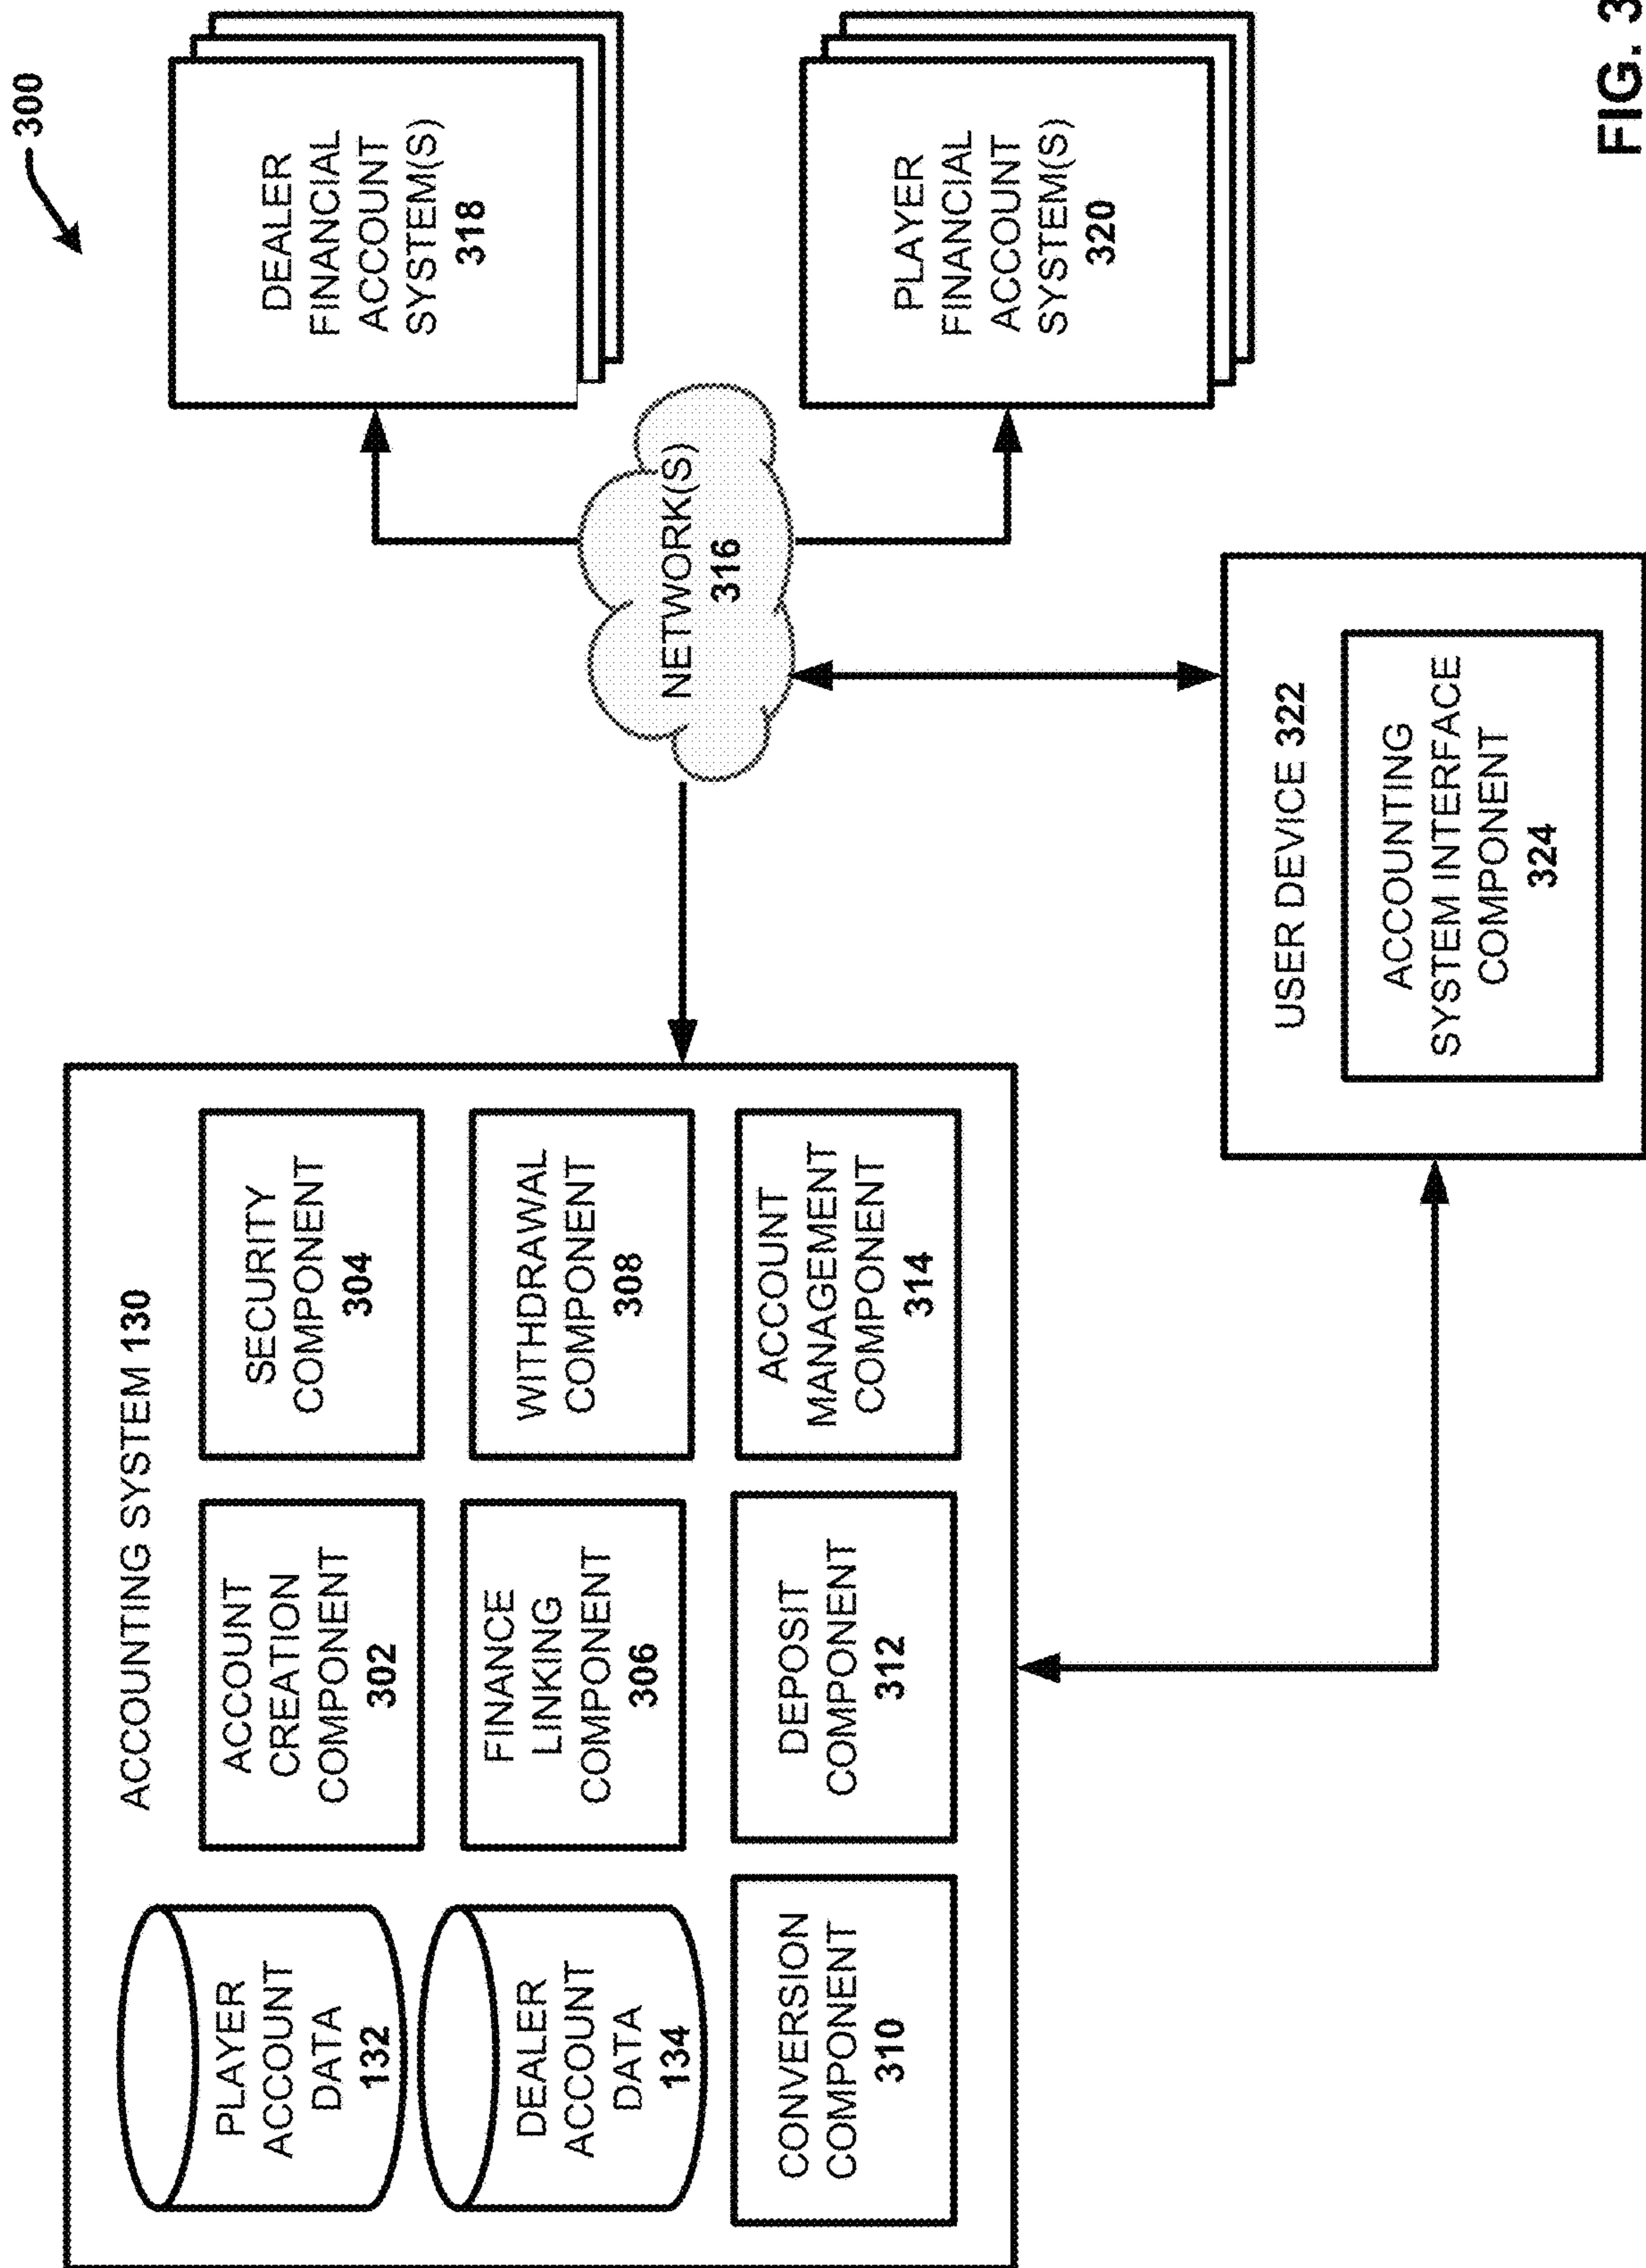 300
ACCOUNTING SYSTEM 130
PLAYER
ACCOUNT
DATA
132
ACCOUNT
CREATION
COMPONENT
302
SECURITY
COMPONENT
304
DEALER
ACCOUNT
DATA
134
FINANCE
LINKING
COMPONENT
306
WITHDRAWAL
COMPONENT
308
CONVERSION
COMPONENT
310
DEPOSIT
COMPONENT
312
ACCOUNT
MANAGEMENT
COMPONENT
314
NETWORK(S)
316
DEALER
FINANCIAL
ACCOUNT
SYSTEM(S)
318
PLAYER
FINANCIAL
ACCOUNT
SYSTEM(S)
320
USER DEVICE 322
ACCOUNTING
SYSTEM INTERFACE
COMPONENT
324
FIG. 3